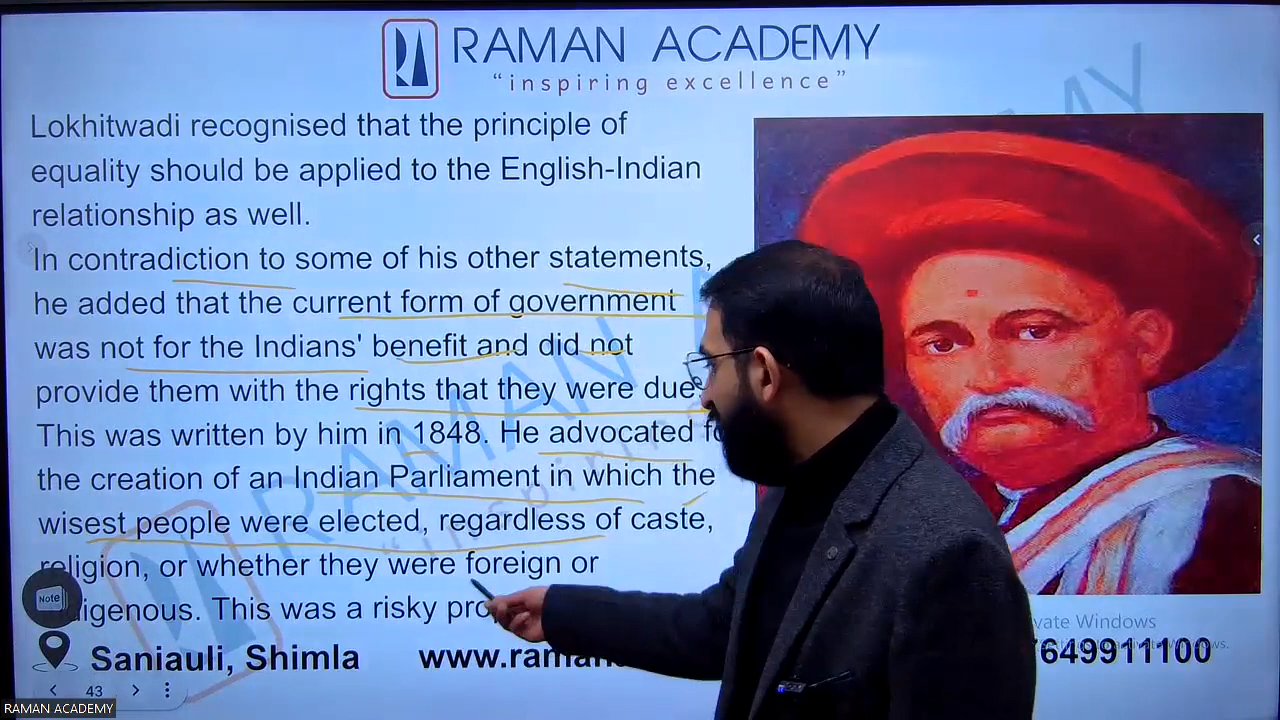 RAMAN ACADEMY
“inspiring excellence”
Lokhitwadi recognised that the principle of
equality should be applied to the English-Indian
relationship as well.
In contradiction to some of his other statements,
he added that the current form of government
was not for the Indians' benefit and did not
provide them with the rights that they were due.
This was written by him in 1848. He advocated
the creation of an Indian Parliament in which the
wisest people were elected, regardless of caste,
religion, or whether they were foreign or
This was a risky
Note
Saniauli, Shimla
43
RAMAN ACADEMY
RAMAN